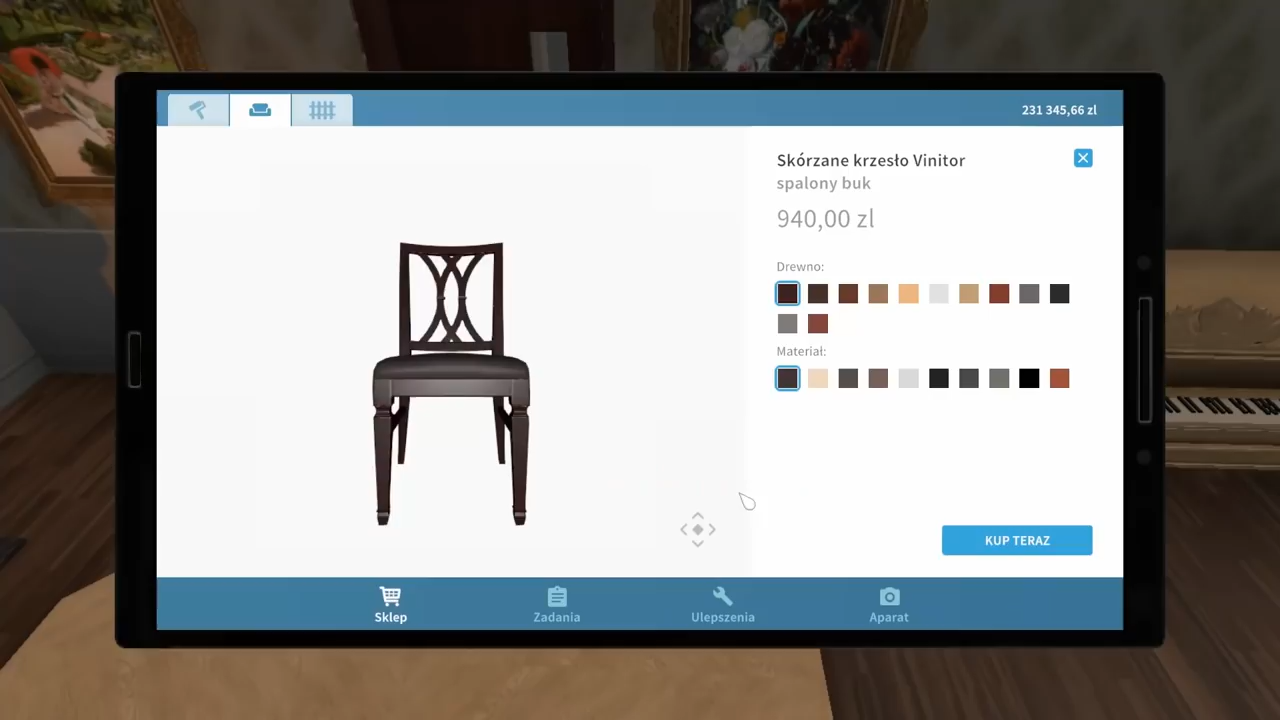 231 345,66 zl
Skórzane krzesło Vinitor
spalony buk
940,00 zl
Drewno:
Materiał:
KUP TERAZ
Sklep
Zadania
Ulepszenia
Aparat